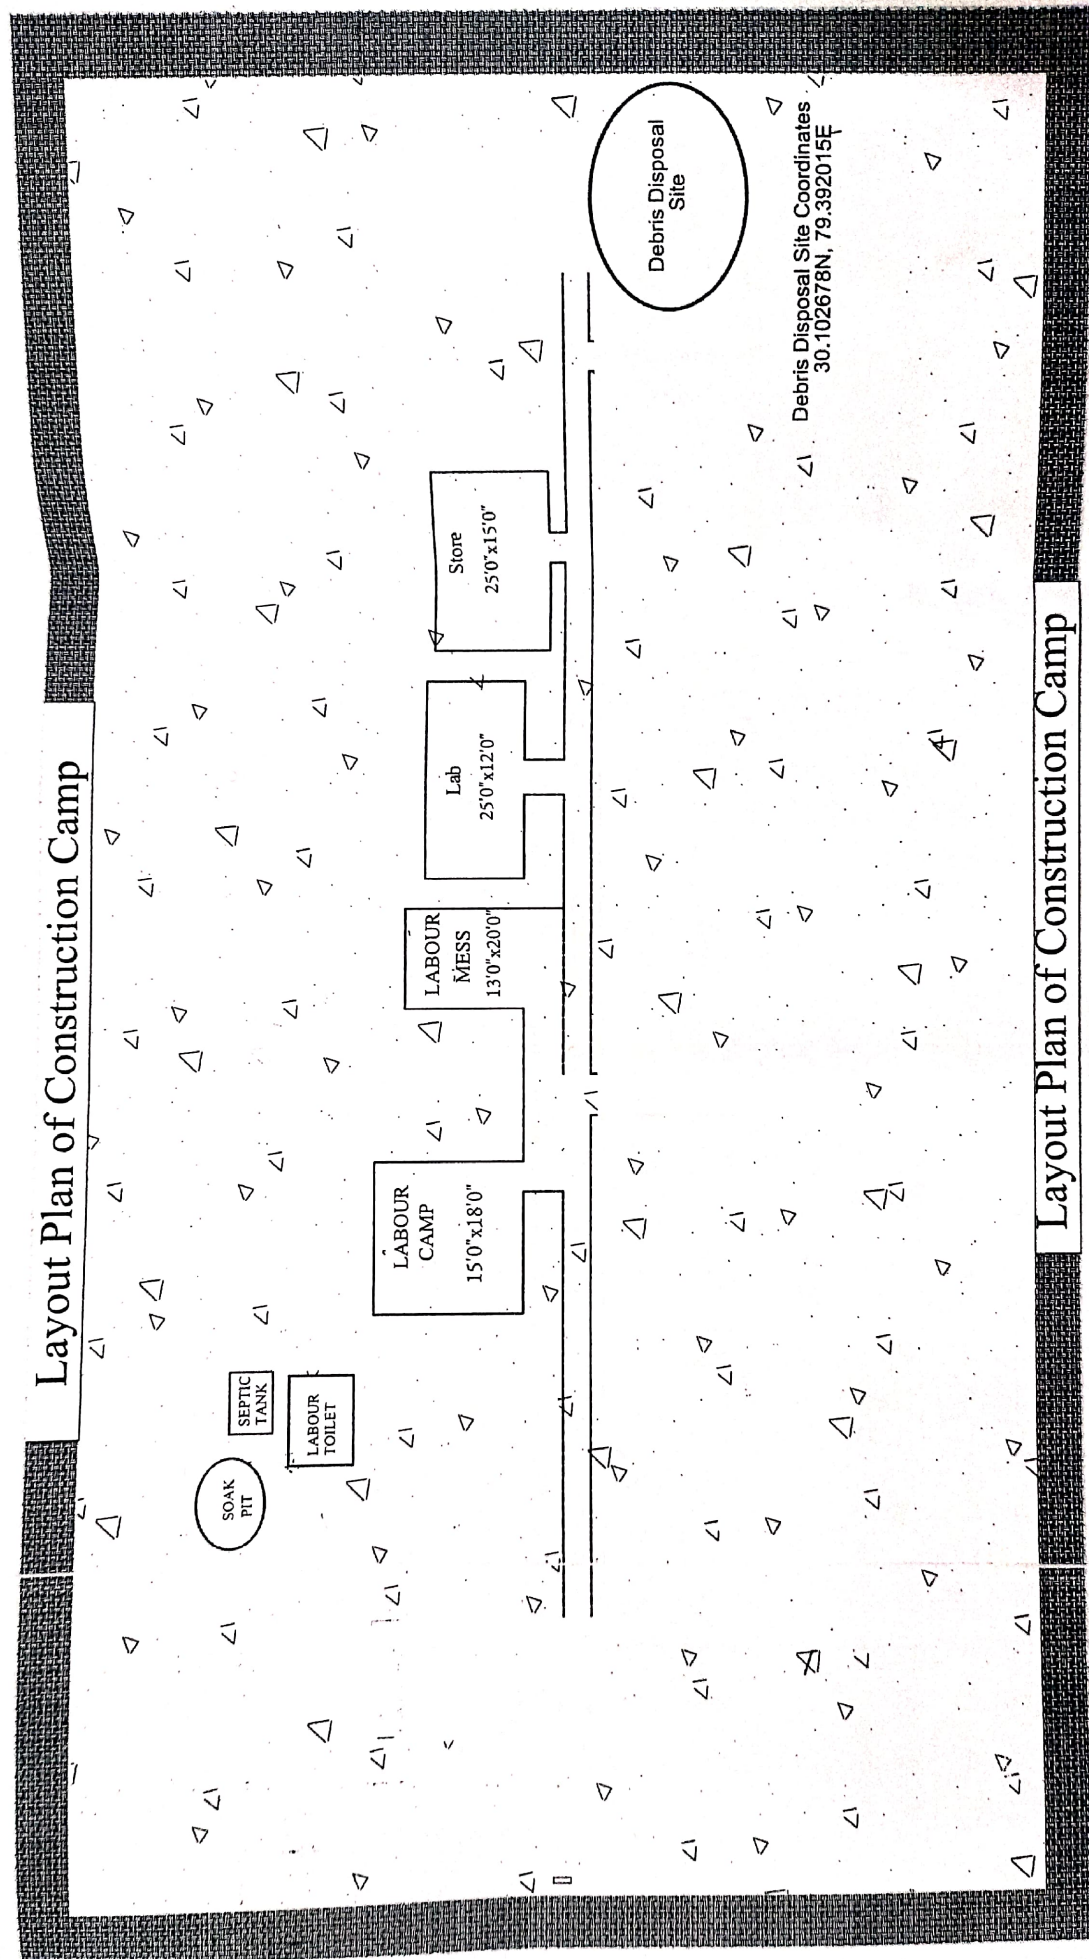 Layout Plan of Construction Camp
SOAK
PIT
SEPTIC
TANK
LABOUR
TOILET
LABOUR
CAMP
15'0"x18'0"
LABOUR
MESS
13'0"x20'0"
Lab
25'0"x12'0"
Store
25'0"x15'0"
Debris Disposal
Site
Debris Disposal Site Coordinates
30.102678N, 79.392015E
Layout Plan of Construction Camp